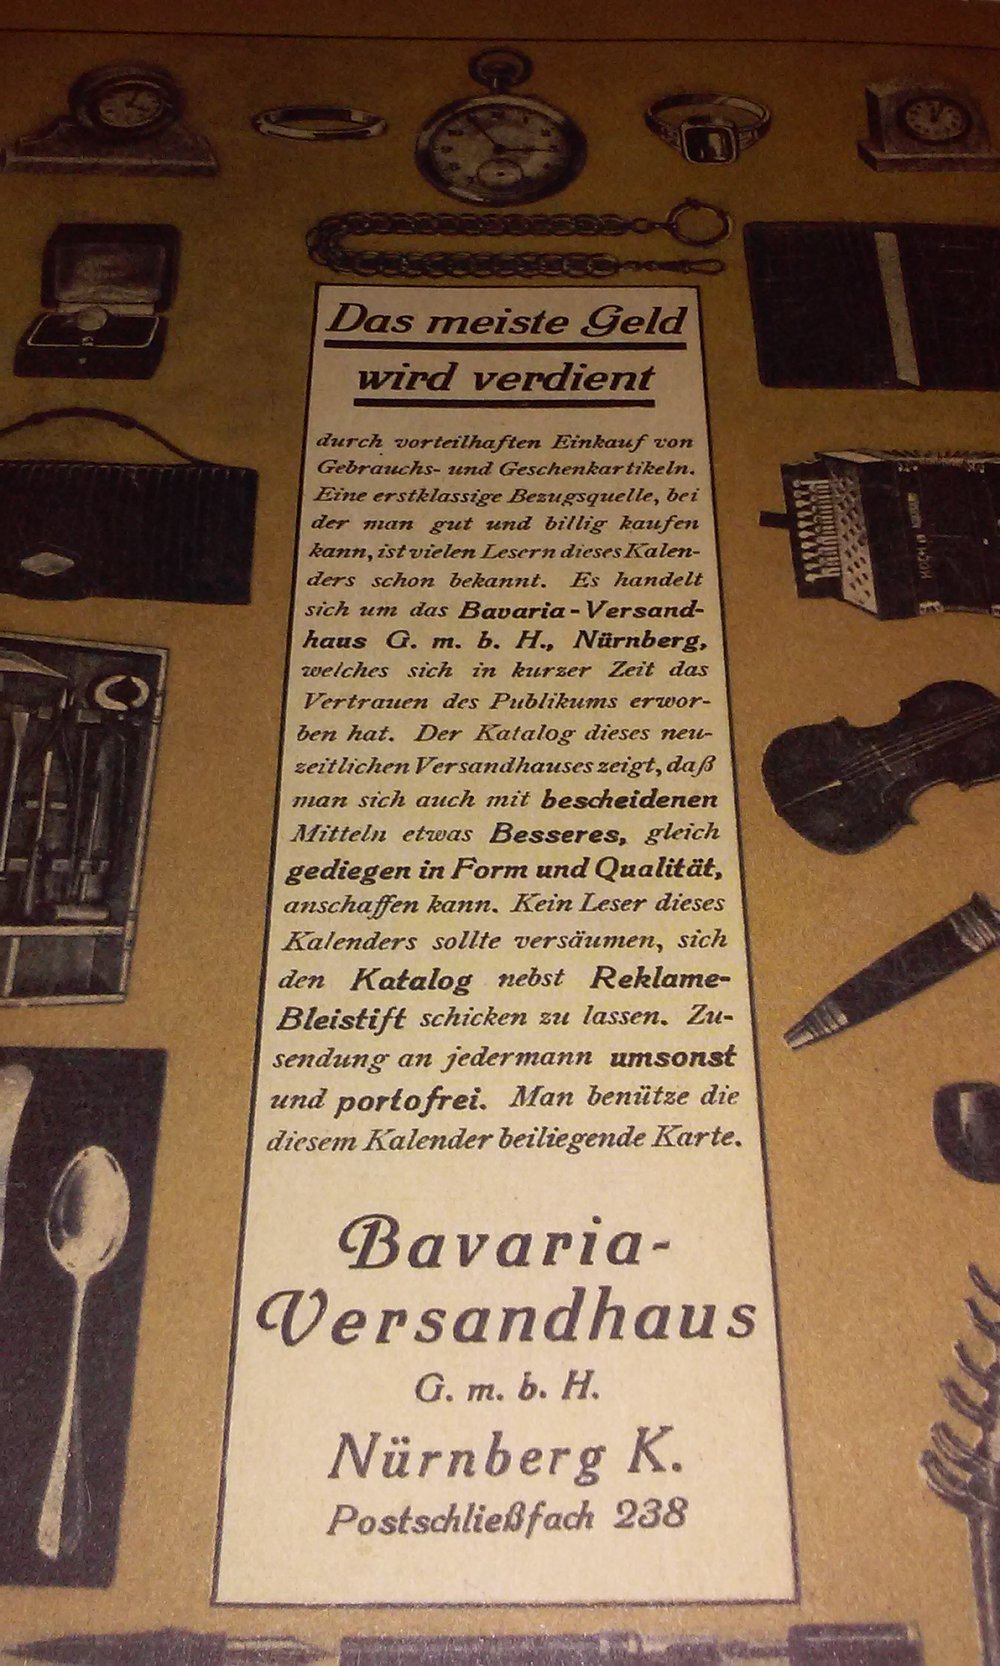 Das meiste Geld
wird verdient
durch vorteilhaften Einkauf von
Gebrauchs- und Geschenkartikeln.
Eine erstklassige Bezugsquelle, bei
der man gut und billig kaufen
kann, ist vielen Lesern dieses Kalen-
ders schon bekannt. Es handelt
sich um das Bavaria-Versand-
haus G. m. b. H., Nürnberg,
welches sich in kurzer Zeit das
Vertrauen des Publikums erwor-
ben hat. Der Katalog dieses neu-
zeitlichen Versandhauses zeigt, daß
man sich auch mit bescheidenen
Mitteln etwas Besseres, gleich
gediegen in Form und Qualität,
anschaffen kann. Kein Leser dieses
Kalenders sollte versäumen, sich
den Katalog nebst Reklame-
Bleistift schicken zu lassen. Zu-
sendung an jedermann umsonst
und portofrei. Man benütze die
diesem Kalender beiliegende Karte.
Bavaria-
Versandhaus
G. m. b. H.
Nürnberg K.
Postschließfach 238